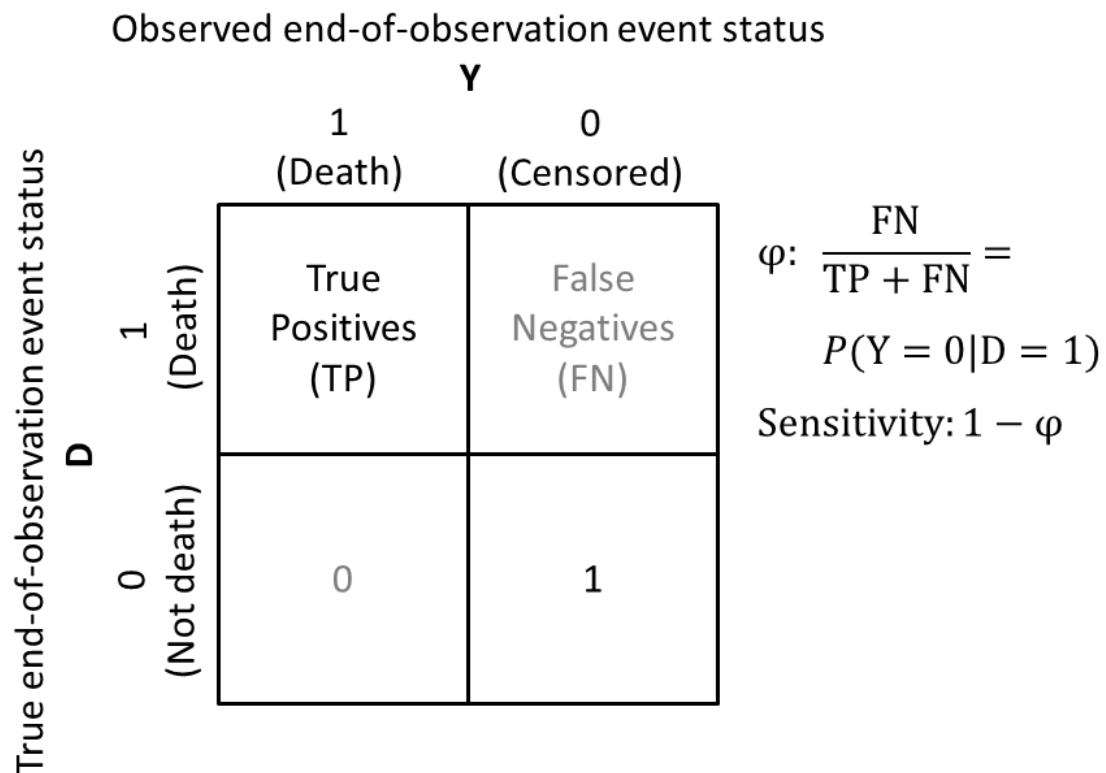 Observed end-of-observation event status
Y
1
(Death)
0
(Censored)
True end-of-observation event status
D
1
(Death)
0
(Not death)
True
Positives
(TP)
False
Negatives
(FN)
0
1
φ: FN / TP + FN =
P(Y = 0|D = 1)
Sensitivity: 1 − φ